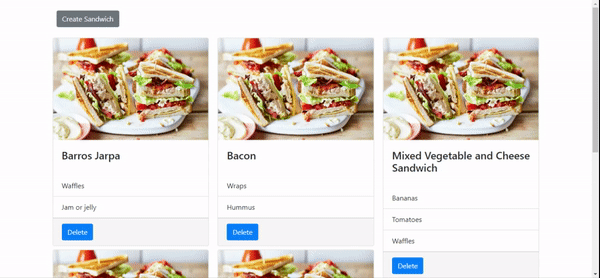 Create Sandwich
Barros Jarpa
Waffles
Jam or jelly
Delete
Bacon
Wraps
Hummus
Delete
Mixed Vegetable and Cheese
Sandwich
Bananas
Tomatoes
Waffles
Delete